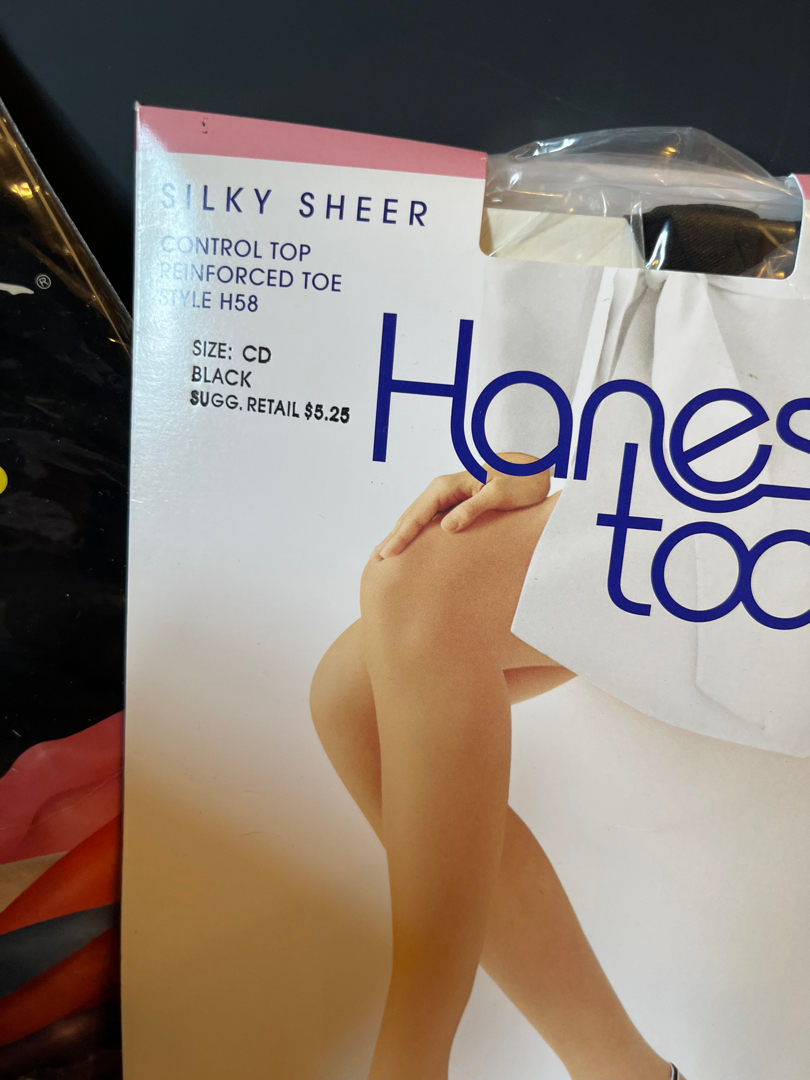 SILKY SHEER
CONTROL TOP
REINFORCED TOE
STYLE H58
SIZE: CD
BLACK
SUGG. RETAIL $5.25
Hanes
too
®